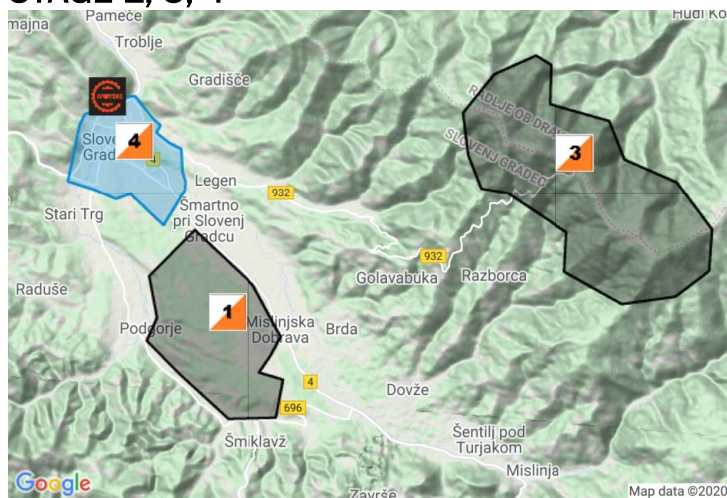 STAGE 2, 3, 4
Pameče
Hudi Ko
majna
Troblje
Gradišče
RADLJE OB DRA
SLOVENJ GRADEC
4
3
Slove
Grad
Legen
932
Stari Trg
Šmartno
pri Slovenj
Gradcu
932
Golavabuka
Razborca
Raduše
1
Podgorje
Mislinjska
Dobrava
Brda
4
Dovže
696
Šmiklavž
Šentilj pod
Turjakom
Mislinja
Završe
Google
Map data ©2020